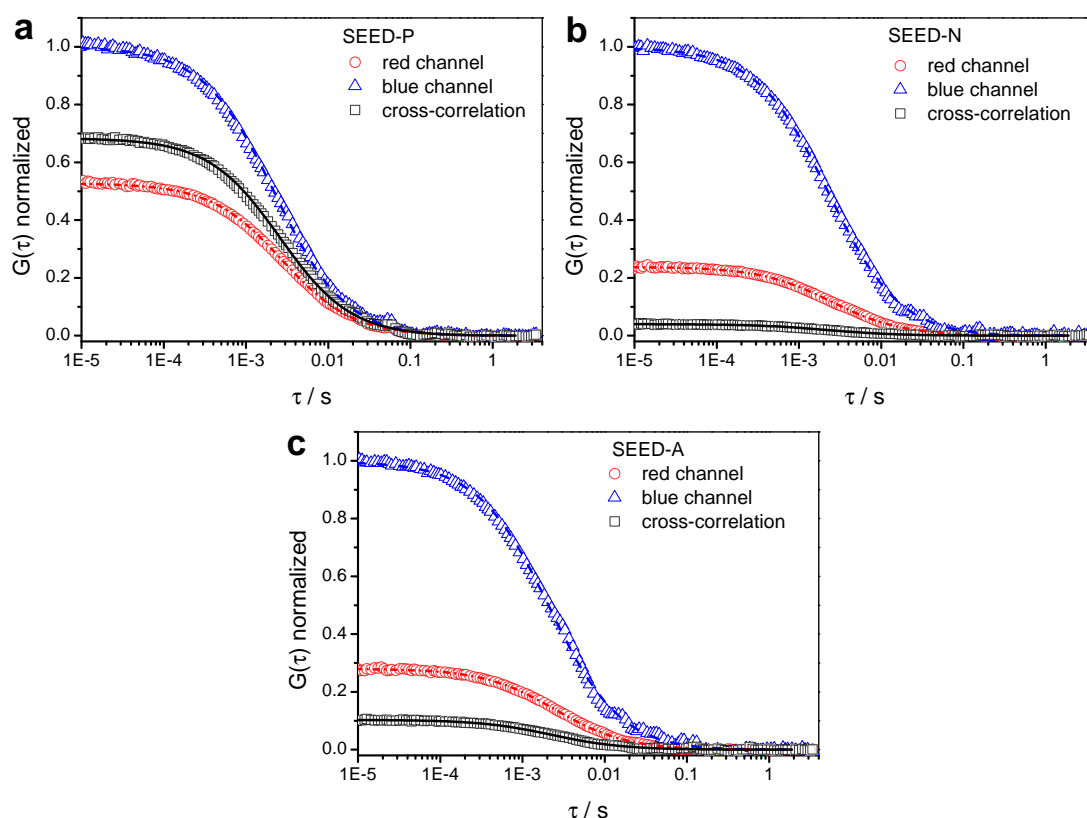 a
SEED-P
red channel
blue channel
cross-correlation
G(τ) normalized
1.0
0.8
0.6
0.4
0.2
0.0
1E-5
1E-4
1E-3
0.01
0.1
1
τ / s
b
SEED-N
red channel
blue channel
cross-correlation
G(τ) normalized
1.0
0.8
0.6
0.4
0.2
0.0
1E-5
1E-4
1E-3
0.01
0.1
1
τ / s
c
SEED-A
red channel
blue channel
cross-correlation
G(τ) normalized
1.0
0.8
0.6
0.4
0.2
0.0
1E-5
1E-4
1E-3
0.01
0.1
1
τ / s